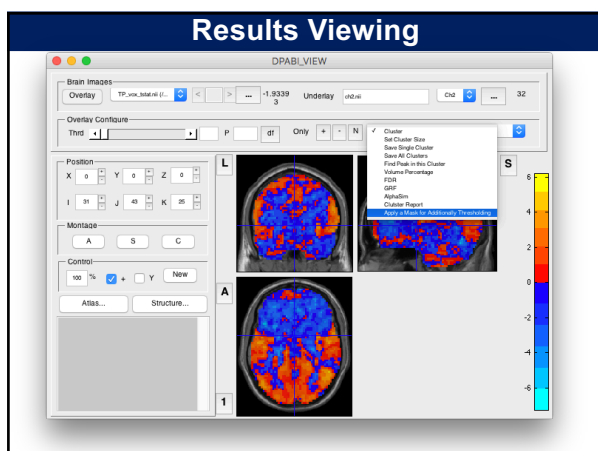 Results Viewing
DPABI_VIEW
Brain Images
Overlay TP_vox_tstat.nii (/... < > ... -1.9339 3 Underlay ch2.nii Ch2 ... 32
Overlay Configure
Thrd P df Only + - N
✓ Cluster
Set Cluster Size
Save Single Cluster
Save All Clusters
Find Peak in this Cluster
Volume Percentage
FDR
GRF
AlphaSim
Clulster Report
Apply a Mask for Additionally Thresholding
Position
X 0 Y 0 Z 0
I 31 J 43 K 25
Montage
A S C
Control
100 % + Y New
Atlas... Structure...
L
S
A
1
6
4
2
0
-2
-4
-6